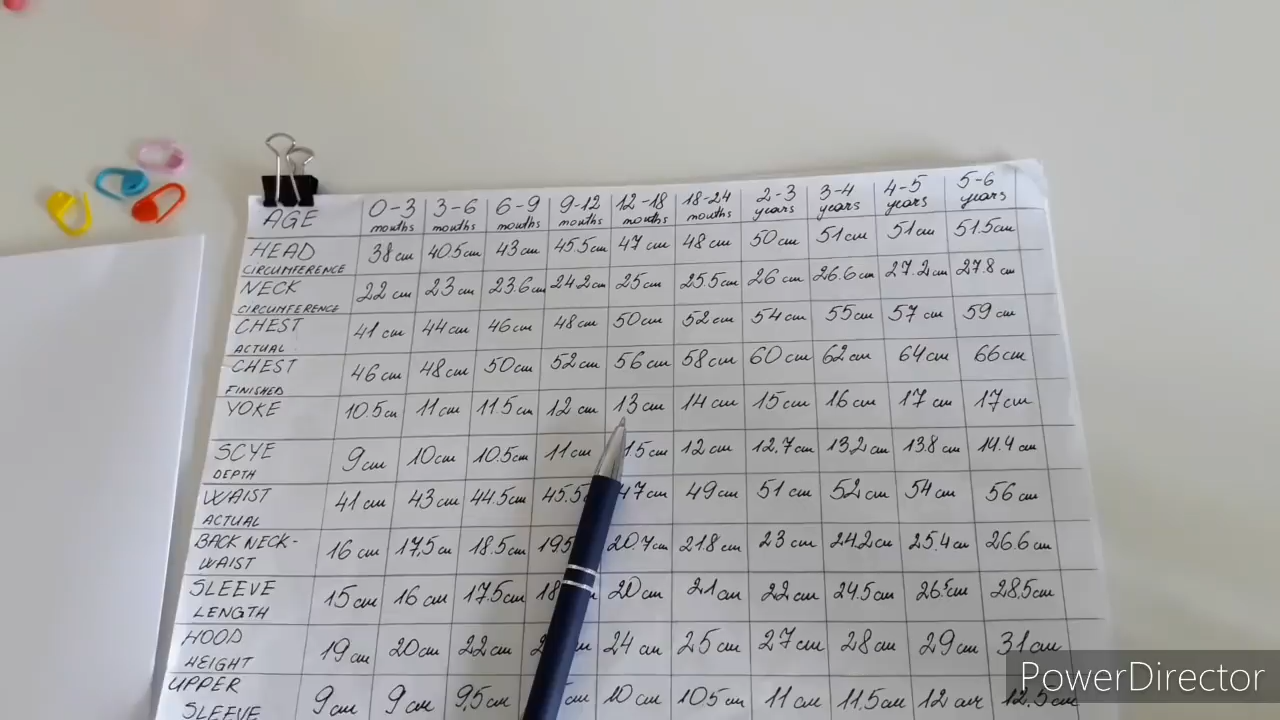 AGE 0-3 months 3-6 months 6-9 months 9-12 months 12-18 months 18-24 months 2-3 years 3-4 years 4-5 years 5-6 years
HEAD CIRCUMFERENCE 38 cm 40.5 cm 43 cm 45.5 cm 47 cm 48 cm 50 cm 51 cm 51 cm 51.5 cm
NECK CIRCUMFERENCE 22 cm 23 cm 23.6 cm 24.2 cm 25 cm 25.5 cm 26 cm 26.6 cm 27.2 cm 27.8 cm
CHEST ACTUAL 41 cm 44 cm 46 cm 48 cm 50 cm 52 cm 54 cm 55 cm 57 cm 59 cm
CHEST FINISHED 46 cm 48 cm 50 cm 52 cm 56 cm 58 cm 60 cm 62 cm 64 cm 66 cm
YOKE 10.5 cm 11 cm 11.5 cm 12 cm 13 cm 14 cm 15 cm 16 cm 17 cm 17 cm
SCYE DEPTH 9 cm 10 cm 10.5 cm 11 cm 1.5 cm 12 cm 12.7 cm 13.2 cm 13.8 cm 14.4 cm
WAIST ACTUAL 41 cm 43 cm 44.5 cm 45.5 47 cm 49 cm 51 cm 52 cm 54 cm 56 cm
BACK NECK-WAIST 16 cm 17.5 cm 18.5 cm 19.5 20.7 cm 21.8 cm 23 cm 24.2 cm 25.4 cm 26.6 cm
SLEEVE LENGTH 15 cm 16 cm 17.5 cm 18 20 cm 21 cm 22 cm 24.5 cm 26.5 cm 28.5 cm
HOOD HEIGHT 19 cm 20 cm 22 cm 24 cm 25 cm 27 cm 28 cm 29 cm 31 cm
UPPER SLEEVE 9 cm 9 cm 9.5 cm cm 10 cm 10.5 cm 11 cm 11.5 cm 12 cm 12.5 cm
PowerDirector